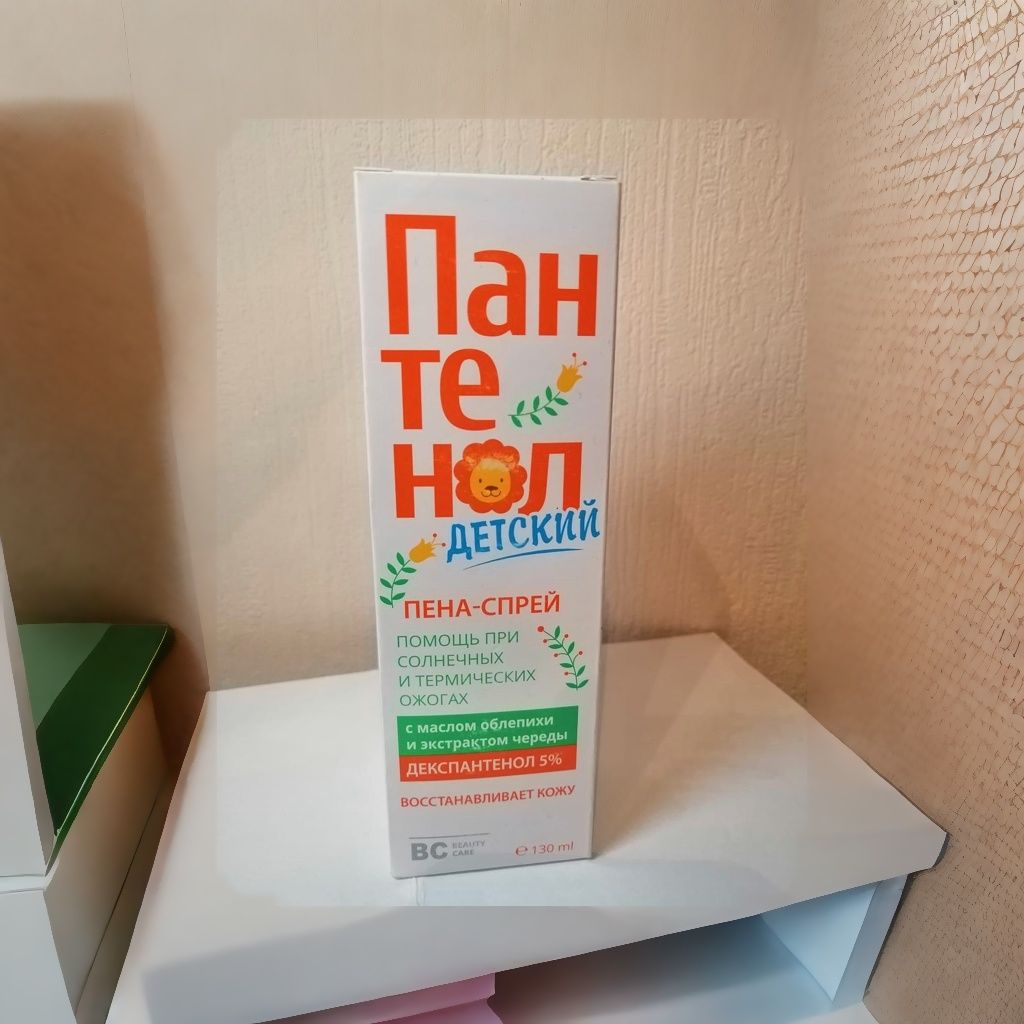 Пан
те
нол
ДЕТСКИЙ
ПЕНА-СПРЕЙ
ПОМОЩЬ ПРИ
СОЛНЕЧНЫХ
И ТЕРМИЧЕСКИХ
ОЖОГАХ
с маслом облепихи
и экстрактом череды
ДЕКСПАНТЕНОЛ 5%
ВОССТАНАВЛИВАЕТ КОЖУ
BC BEAUTY
CARE
℮ 130 ml